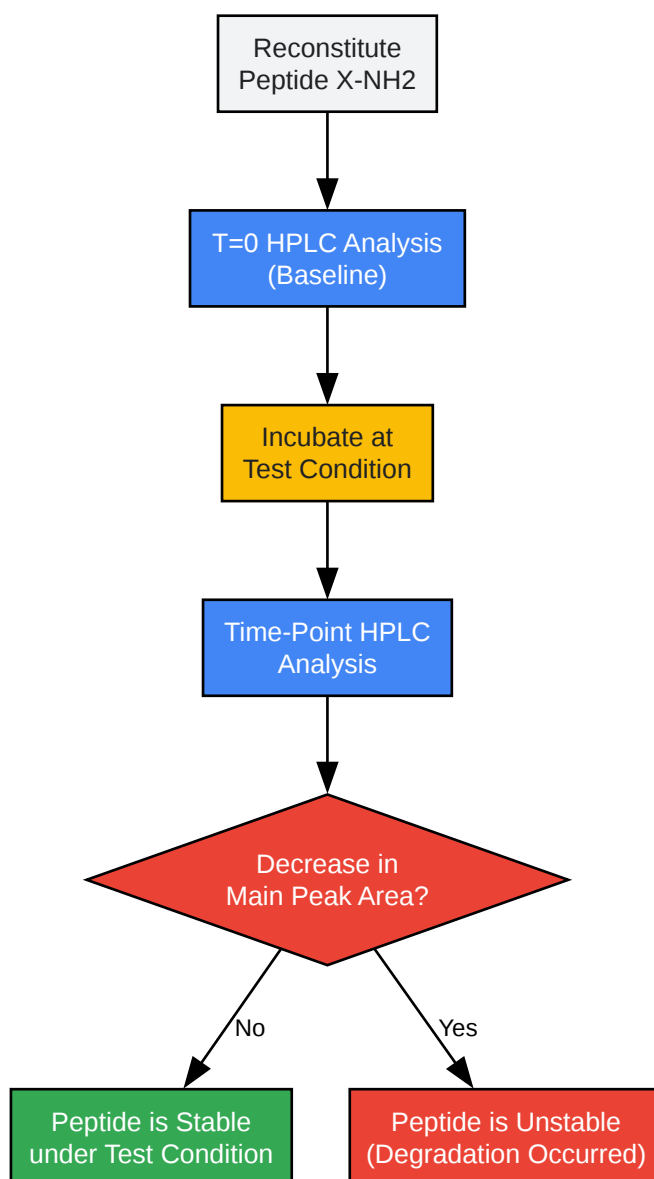 Reconstitute
Peptide X-NH2
T=0 HPLC Analysis
(Baseline)
Incubate at
Test Condition
Time-Point HPLC
Analysis
Decrease in
Main Peak Area?
No
Yes
Peptide is Stable
under Test Condition
Peptide is Unstable
(Degradation Occurred)